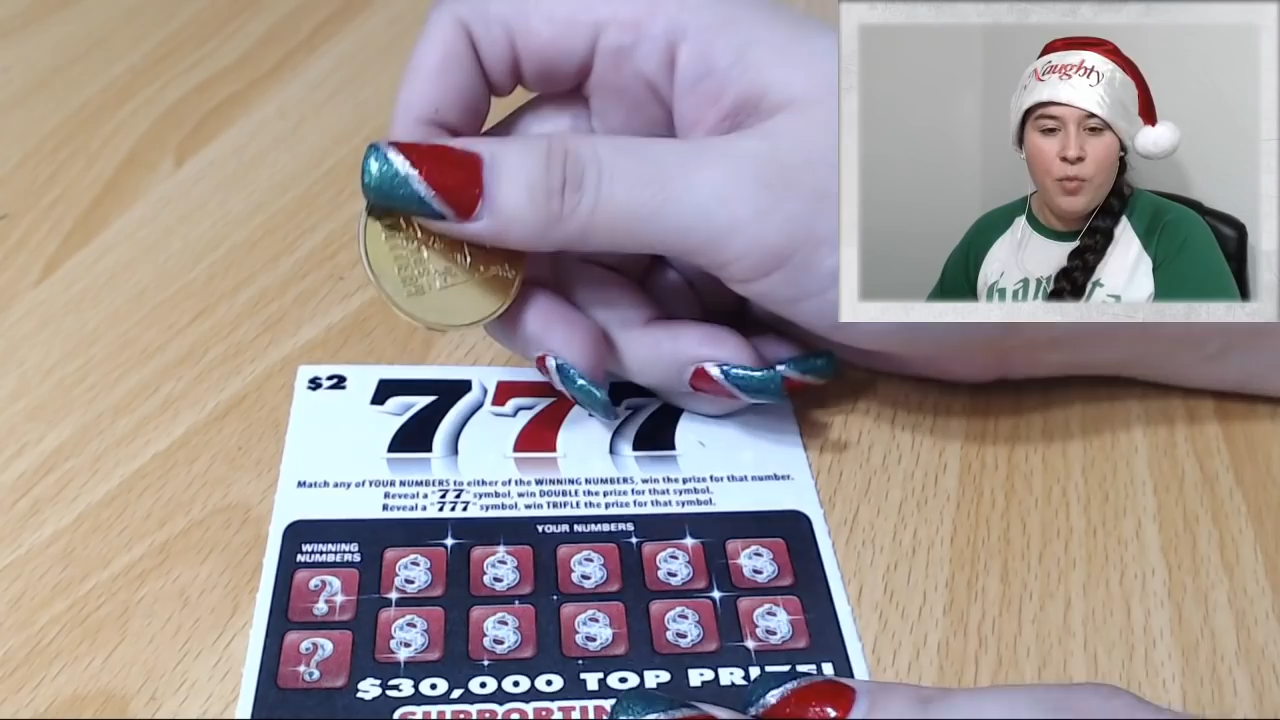 Naughty
$2
777
Match any of YOUR NUMBERS to either of the WINNING NUMBERS, win the prize for that number.
Reveal a "77" symbol, win DOUBLE the prize for that symbol.
Reveal a "777" symbol, win TRIPLE the prize for that symbol.
YOUR NUMBERS
WINNING
NUMBERS
? $ $ $ $ $
? $ $ $ $ $
$30,000 TOP PRIZE!